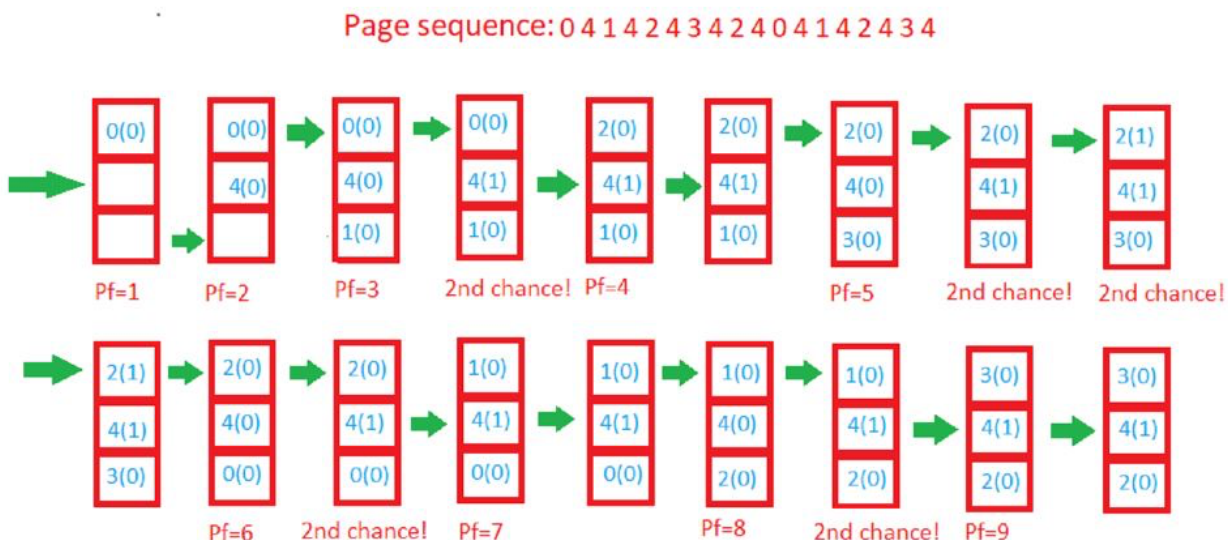 Page sequence: 0 4 1 4 2 4 3 4 2 4 0 4 1 4 2 4 3 4
0(0) 0(0) 0(0) 0(0) 2(0) 2(0) 2(0) 2(0) 2(1)
4(0) 4(0) 4(1) 4(1) 4(1) 4(0) 4(1) 4(1)
1(0) 1(0) 1(0) 1(0) 3(0) 3(0) 3(0)
Pf=1 Pf=2 Pf=3 2nd chance! Pf=4 Pf=5 2nd chance! 2nd chance!
2(1) 2(0) 2(0) 1(0) 1(0) 1(0) 1(0) 3(0) 3(0)
4(1) 4(0) 4(1) 4(1) 4(1) 4(0) 4(1) 4(1) 4(1)
3(0) 0(0) 0(0) 0(0) 0(0) 2(0) 2(0) 2(0) 2(0)
Pf=6 2nd chance! Pf=7 Pf=8 2nd chance! Pf=9